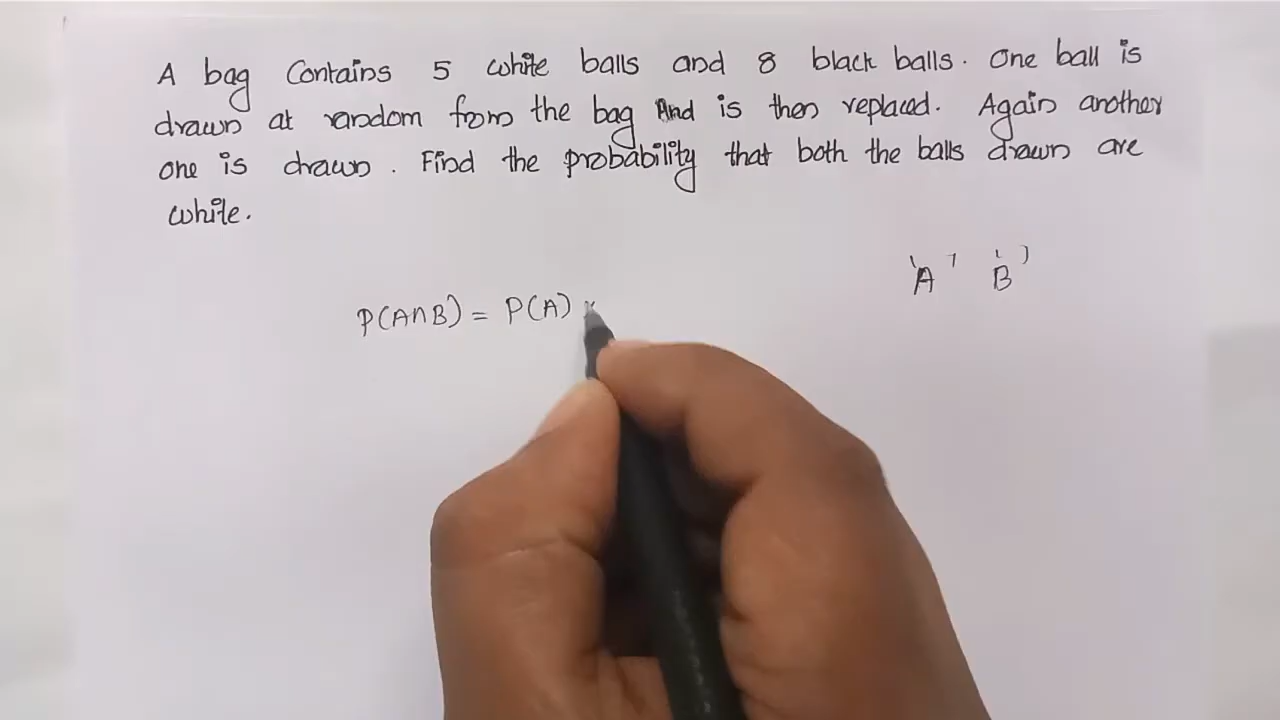 A bag Contains 5 white balls and 8 black balls. One ball is
drawn at random from the bag And is then replaced. Again another
one is drawn. Find the probability that both the balls drawn are
white.
'A' 'B'
P(A∩B) = P(A) ×